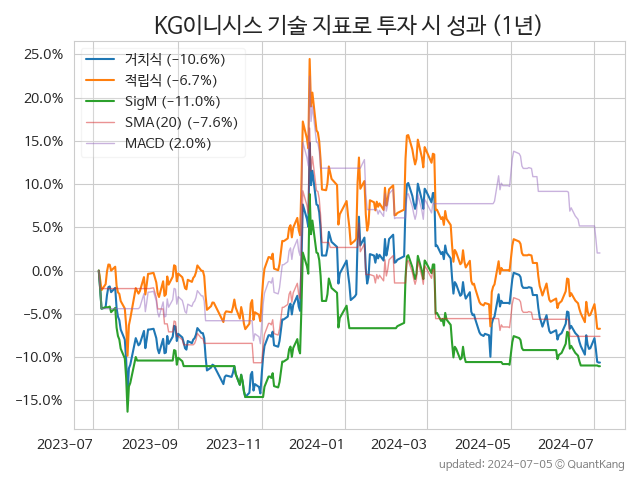 KG이니시스 기술 지표로 투자 시 성과 (1년)
거치식 (−10.6%)
적립식 (−6.7%)
SigM (−11.0%)
SMA(20) (−7.6%)
MACD (2.0%)
25.0%
20.0%
15.0%
10.0%
5.0%
0.0%
−5.0%
−10.0%
−15.0%
2023-07 2023-09 2023-11 2024-01 2024-03 2024-05 2024-07
updated: 2024-07-05 © QuantKang